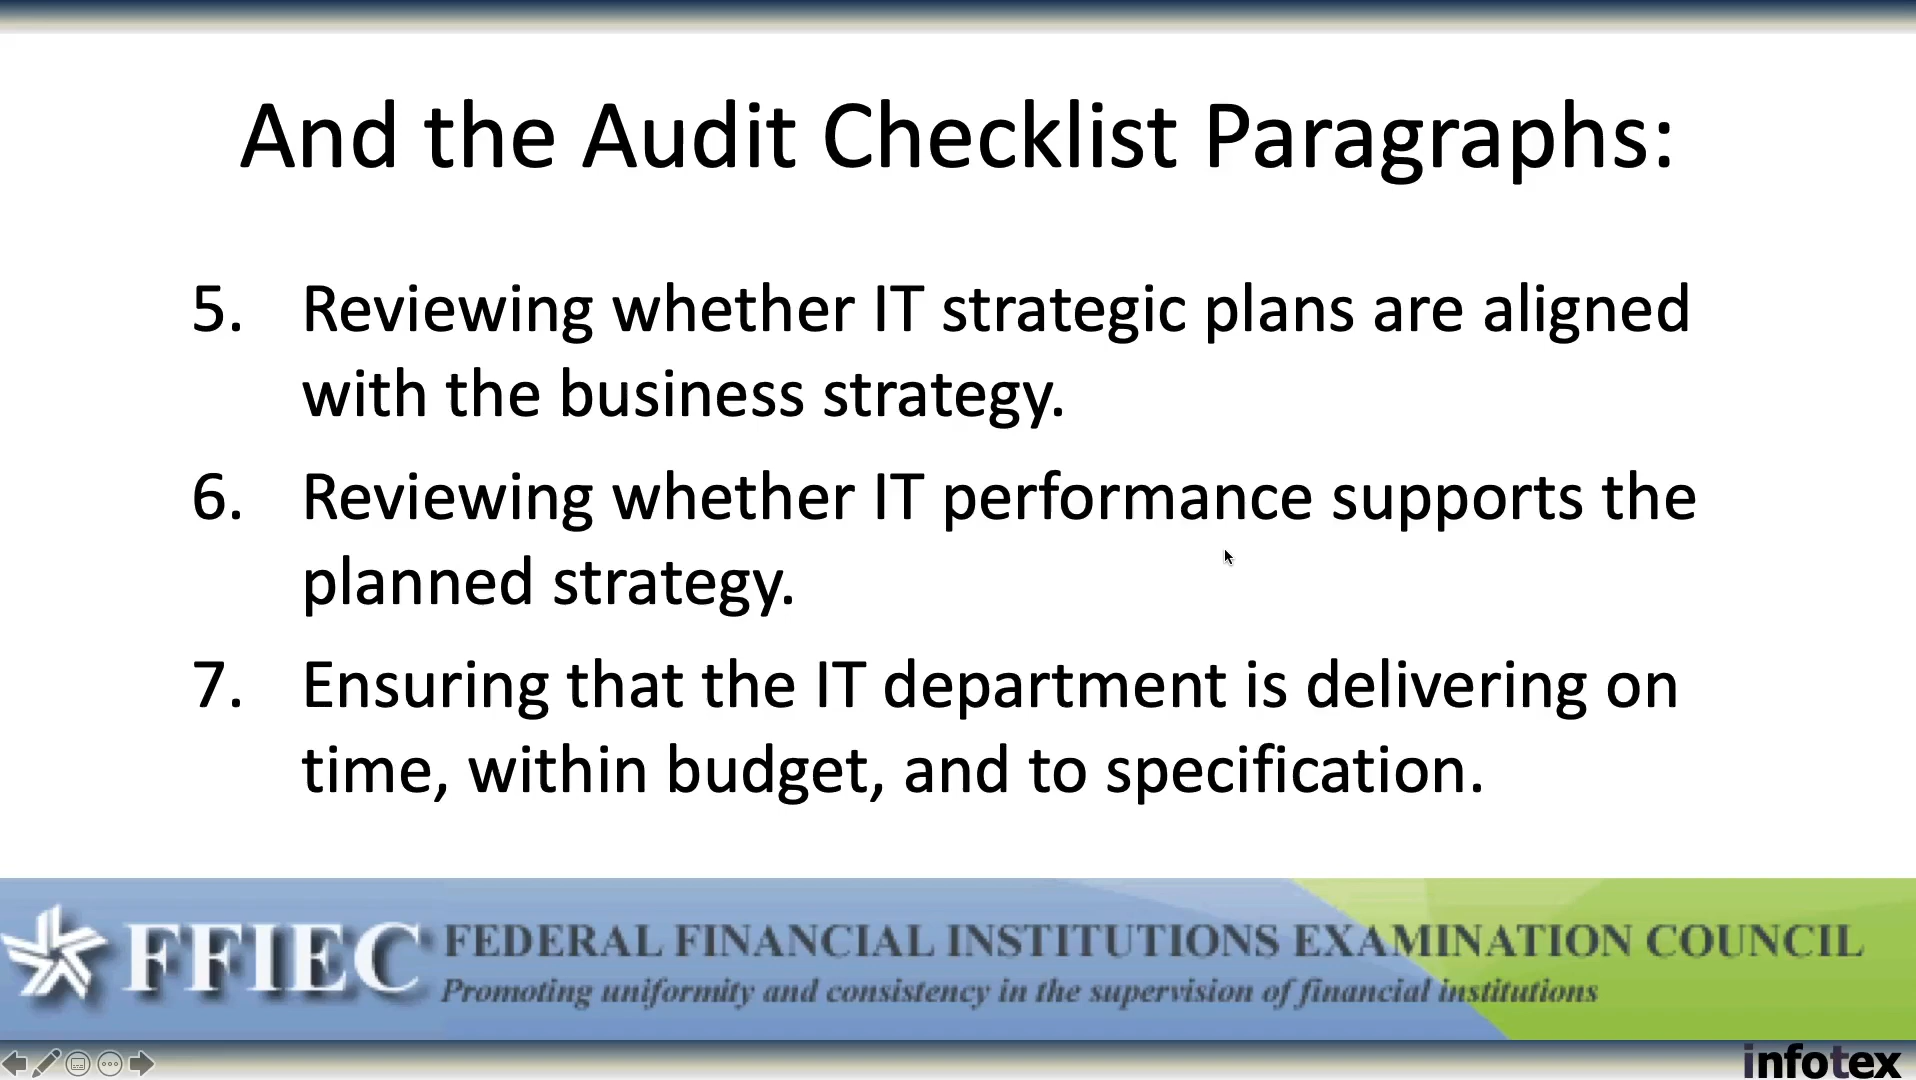 And the Audit Checklist Paragraphs:
5. Reviewing whether IT strategic plans are aligned
with the business strategy.
6. Reviewing whether IT performance supports the
planned strategy.
7. Ensuring that the IT department is delivering on
time, within budget, and to specification.
FFIEC FEDERAL FINANCIAL INSTITUTIONS EXAMINATION COUNCIL
Promoting uniformity and consistency in the supervision of financial institutions
infotex